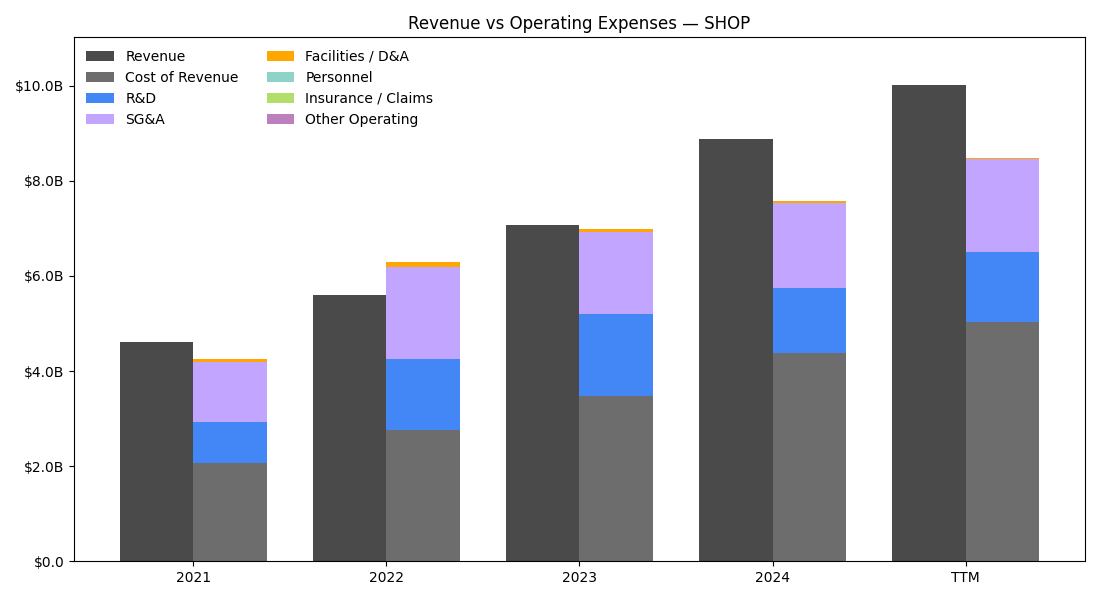 Revenue vs Operating Expenses — SHOP
Revenue
Cost of Revenue
R&D
SG&A
Facilities / D&A
Personnel
Insurance / Claims
Other Operating
$10.0B
$8.0B
$6.0B
$4.0B
$2.0B
$0.0
2021
2022
2023
2024
TTM